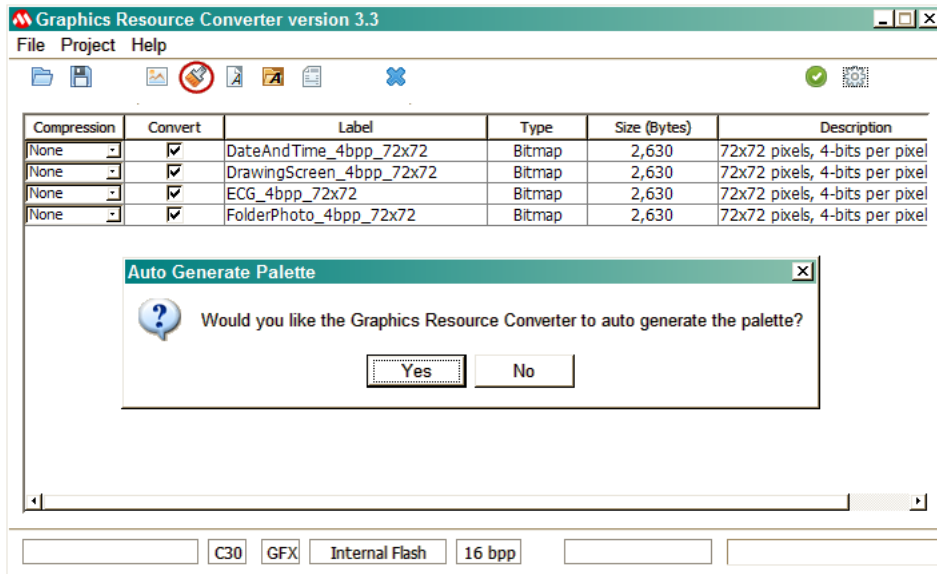 Graphics Resource Converter version 3.3
File Project Help
Compression Convert Label Type Size (Bytes) Description
None DateAndTime_4bpp_72x72 Bitmap 2,630 72x72 pixels, 4-bits per pixel
None DrawingScreen_4bpp_72x72 Bitmap 2,630 72x72 pixels, 4-bits per pixel
None ECG_4bpp_72x72 Bitmap 2,630 72x72 pixels, 4-bits per pixel
None FolderPhoto_4bpp_72x72 Bitmap 2,630 72x72 pixels, 4-bits per pixel
Auto Generate Palette
Would you like the Graphics Resource Converter to auto generate the palette?
Yes No
C30 GFX Internal Flash 16 bpp